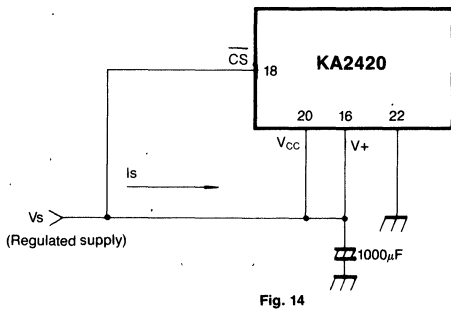 CS
18
KA2420
20
16
22
VCC
V+
Is
Vs
(Regulated supply)
1000μF
Fig. 14